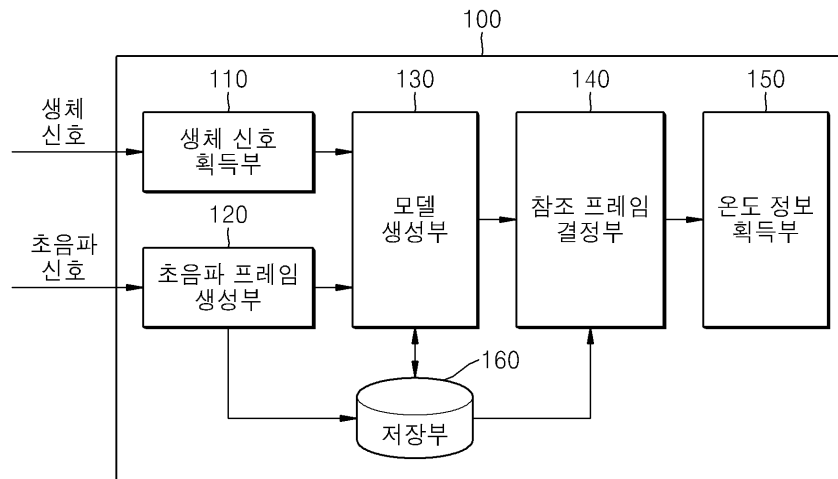 100
110
130
140
150
생체
신호
생체 신호
획득부
모델
생성부
참조 프레임
결정부
온도 정보
획득부
120
초음파
신호
초음파 프레임
생성부
160
저장부